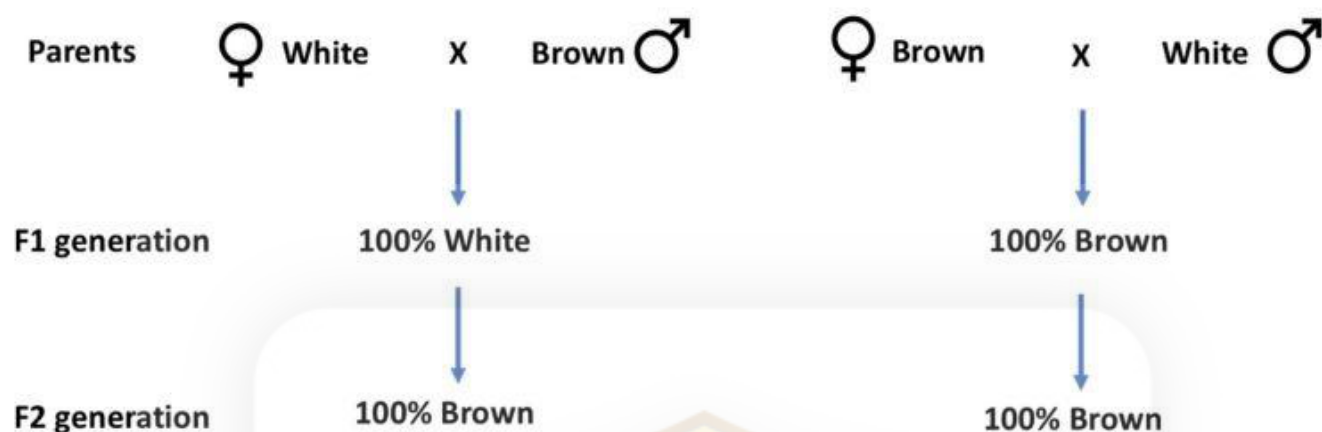 Parents ♀ White X Brown ♂ ♀ Brown X White ♂
F1 generation 100% White 100% Brown
F2 generation 100% Brown 100% Brown